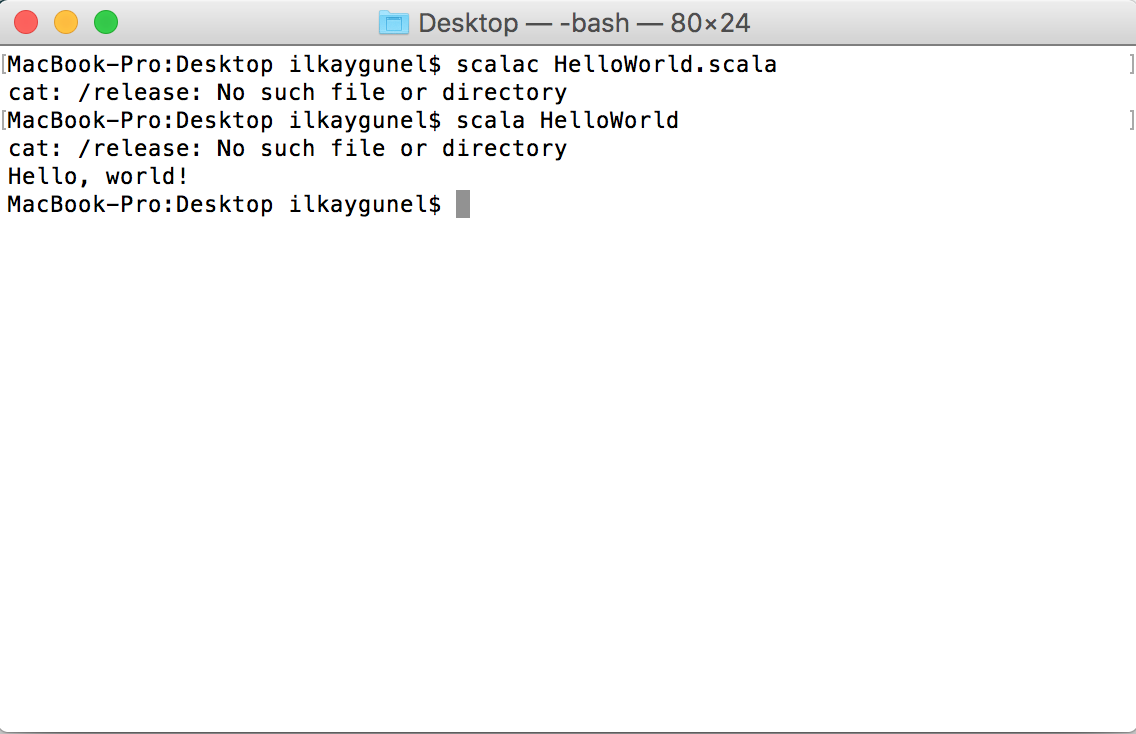 Desktop — -bash — 80×24
[MacBook-Pro:Desktop ilkaygunel$ scalac HelloWorld.scala ]
cat: /release: No such file or directory
[MacBook-Pro:Desktop ilkaygunel$ scala HelloWorld ]
cat: /release: No such file or directory
Hello, world!
MacBook-Pro:Desktop ilkaygunel$